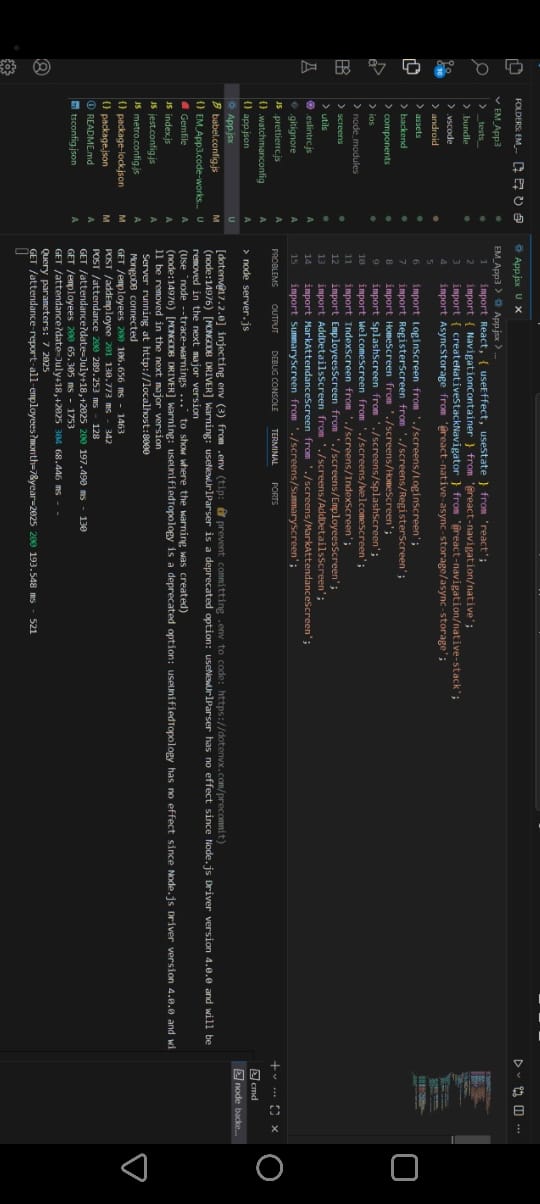 FOLDERS: EM_...
EM_App3
__tests__
.bundle
.vscode
android
assets
backend
components
ios
node_modules
screens
utils
.eslintrc.js
A
.gitignore
A
.prettierrc.js
A
.watchmanconfig
A
app.json
A
App.jsx
U
babel.config.js
M
EM_App3.code-works...
U
Gemfile
A
index.js
A
jest.config.js
A
metro.config.js
A
package-lock.json
M
package.json
M
README.md
A
tsconfig.json
A
App.jsx U
EM_App3 > App.jsx > ...
1 import React, { useEffect, useState } from 'react';
2 import { NavigationContainer } from '@react-navigation/native';
3 import { createNativeStackNavigator } from '@react-navigation/native-stack';
4 import AsyncStorage from '@react-native-async-storage/async-storage';
5
6 import LoginScreen from './screens/LoginScreen';
7 import RegisterScreen from './screens/RegisterScreen';
8 import HomeScreen from './screens/HomeScreen';
9 import SplashScreen from './screens/SplashScreen';
10 import WelcomeScreen from './screens/WelcomeScreen';
11 import IndexScreen from './screens/IndexScreen';
12 import EmployeesScreen from './screens/EmployeesScreen';
13 import AddDetailsScreen from './screens/AddDetailsScreen';
14 import MarkAttendanceScreen from './screens/MarkAttendanceScreen';
15 import SummaryScreen from './screens/SummaryScreen';
PROBLEMS OUTPUT DEBUG CONSOLE TERMINAL PORTS
> node server.js
[dotenv@17.2.0] injecting env (3) from .env (tip: 🔐 prevent committing .env to code: https://dotenvx.com/precommit)
(node:14976) [MONGODB DRIVER] Warning: useNewUrlParser is a deprecated option: useNewUrlParser has no effect since Node.js Driver version 4.0.0 and will be
removed in the next major version
(Use `node --trace-warnings ...` to show where the warning was created)
(node:14976) [MONGODB DRIVER] Warning: useUnifiedTopology is a deprecated option: useUnifiedTopology has no effect since Node.js Driver version 4.0.0 and wi
ll be removed in the next major version
Server running at http://localhost:8000
MongoDB connected
GET /employees 200 106.656 ms - 1463
POST /addEmployee 201 130.773 ms - 342
POST /attendance 200 389.253 ms - 128
GET /attendance?date=July+18,+2025 200 197.490 ms - 130
GET /employees 200 65.305 ms - 1753
GET /attendance?date=July+18,+2025 304 68.446 ms - -
Query parameters: 7 2025
GET /attendance-report-all-employees?month=7&year=2025 200 193.548 ms - 521
cmd
node backe...